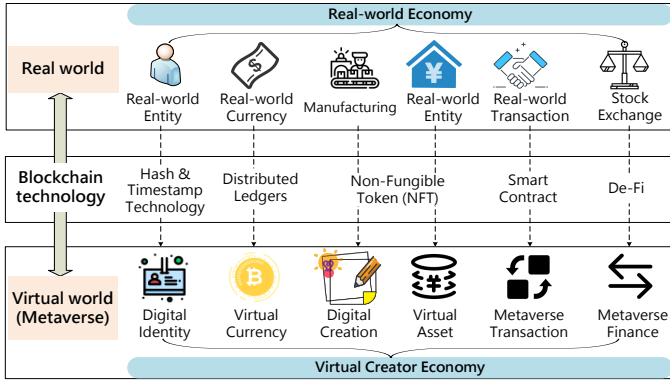 Real-world Economy
Real world
Real-world
Entity
Real-world
Currency
Manufacturing
Real-world
Entity
Real-world
Transaction
Stock
Exchange
Blockchain
technology
Hash &
Timestamp
Technology
Distributed
Ledgers
Non-Fungible
Token (NFT)
Smart
Contract
De-Fi
Virtual world
(Metaverse)
Digital
Identity
Virtual
Currency
Digital
Creation
Virtual
Asset
Metaverse
Transaction
Metaverse
Finance
Virtual Creator Economy